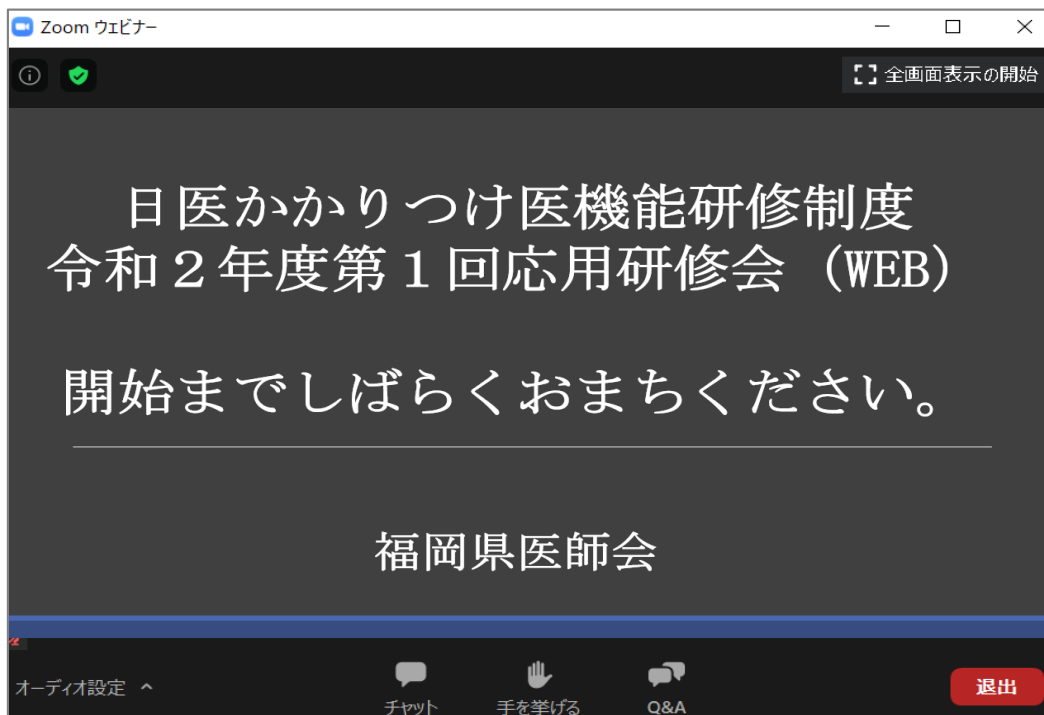 Zoom ウェビナー
全画面表示の開始
日医かかりつけ医機能研修制度
令和２年度第１回応用研修会（WEB）
開始までしばらくおまちください。
福岡県医師会
オーディオ設定
チャット
手を挙げる
Q&A
退出